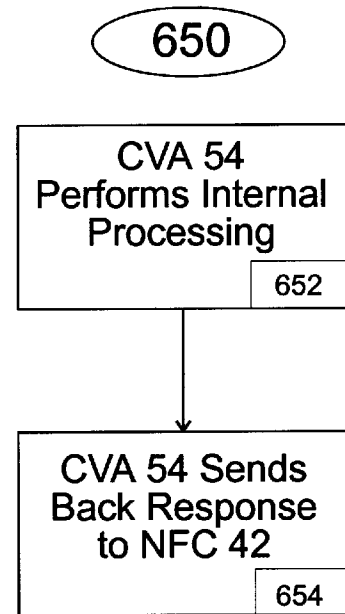 650
CVA 54
Performs Internal
Processing
652
CVA 54 Sends
Back Response
to NFC 42
654